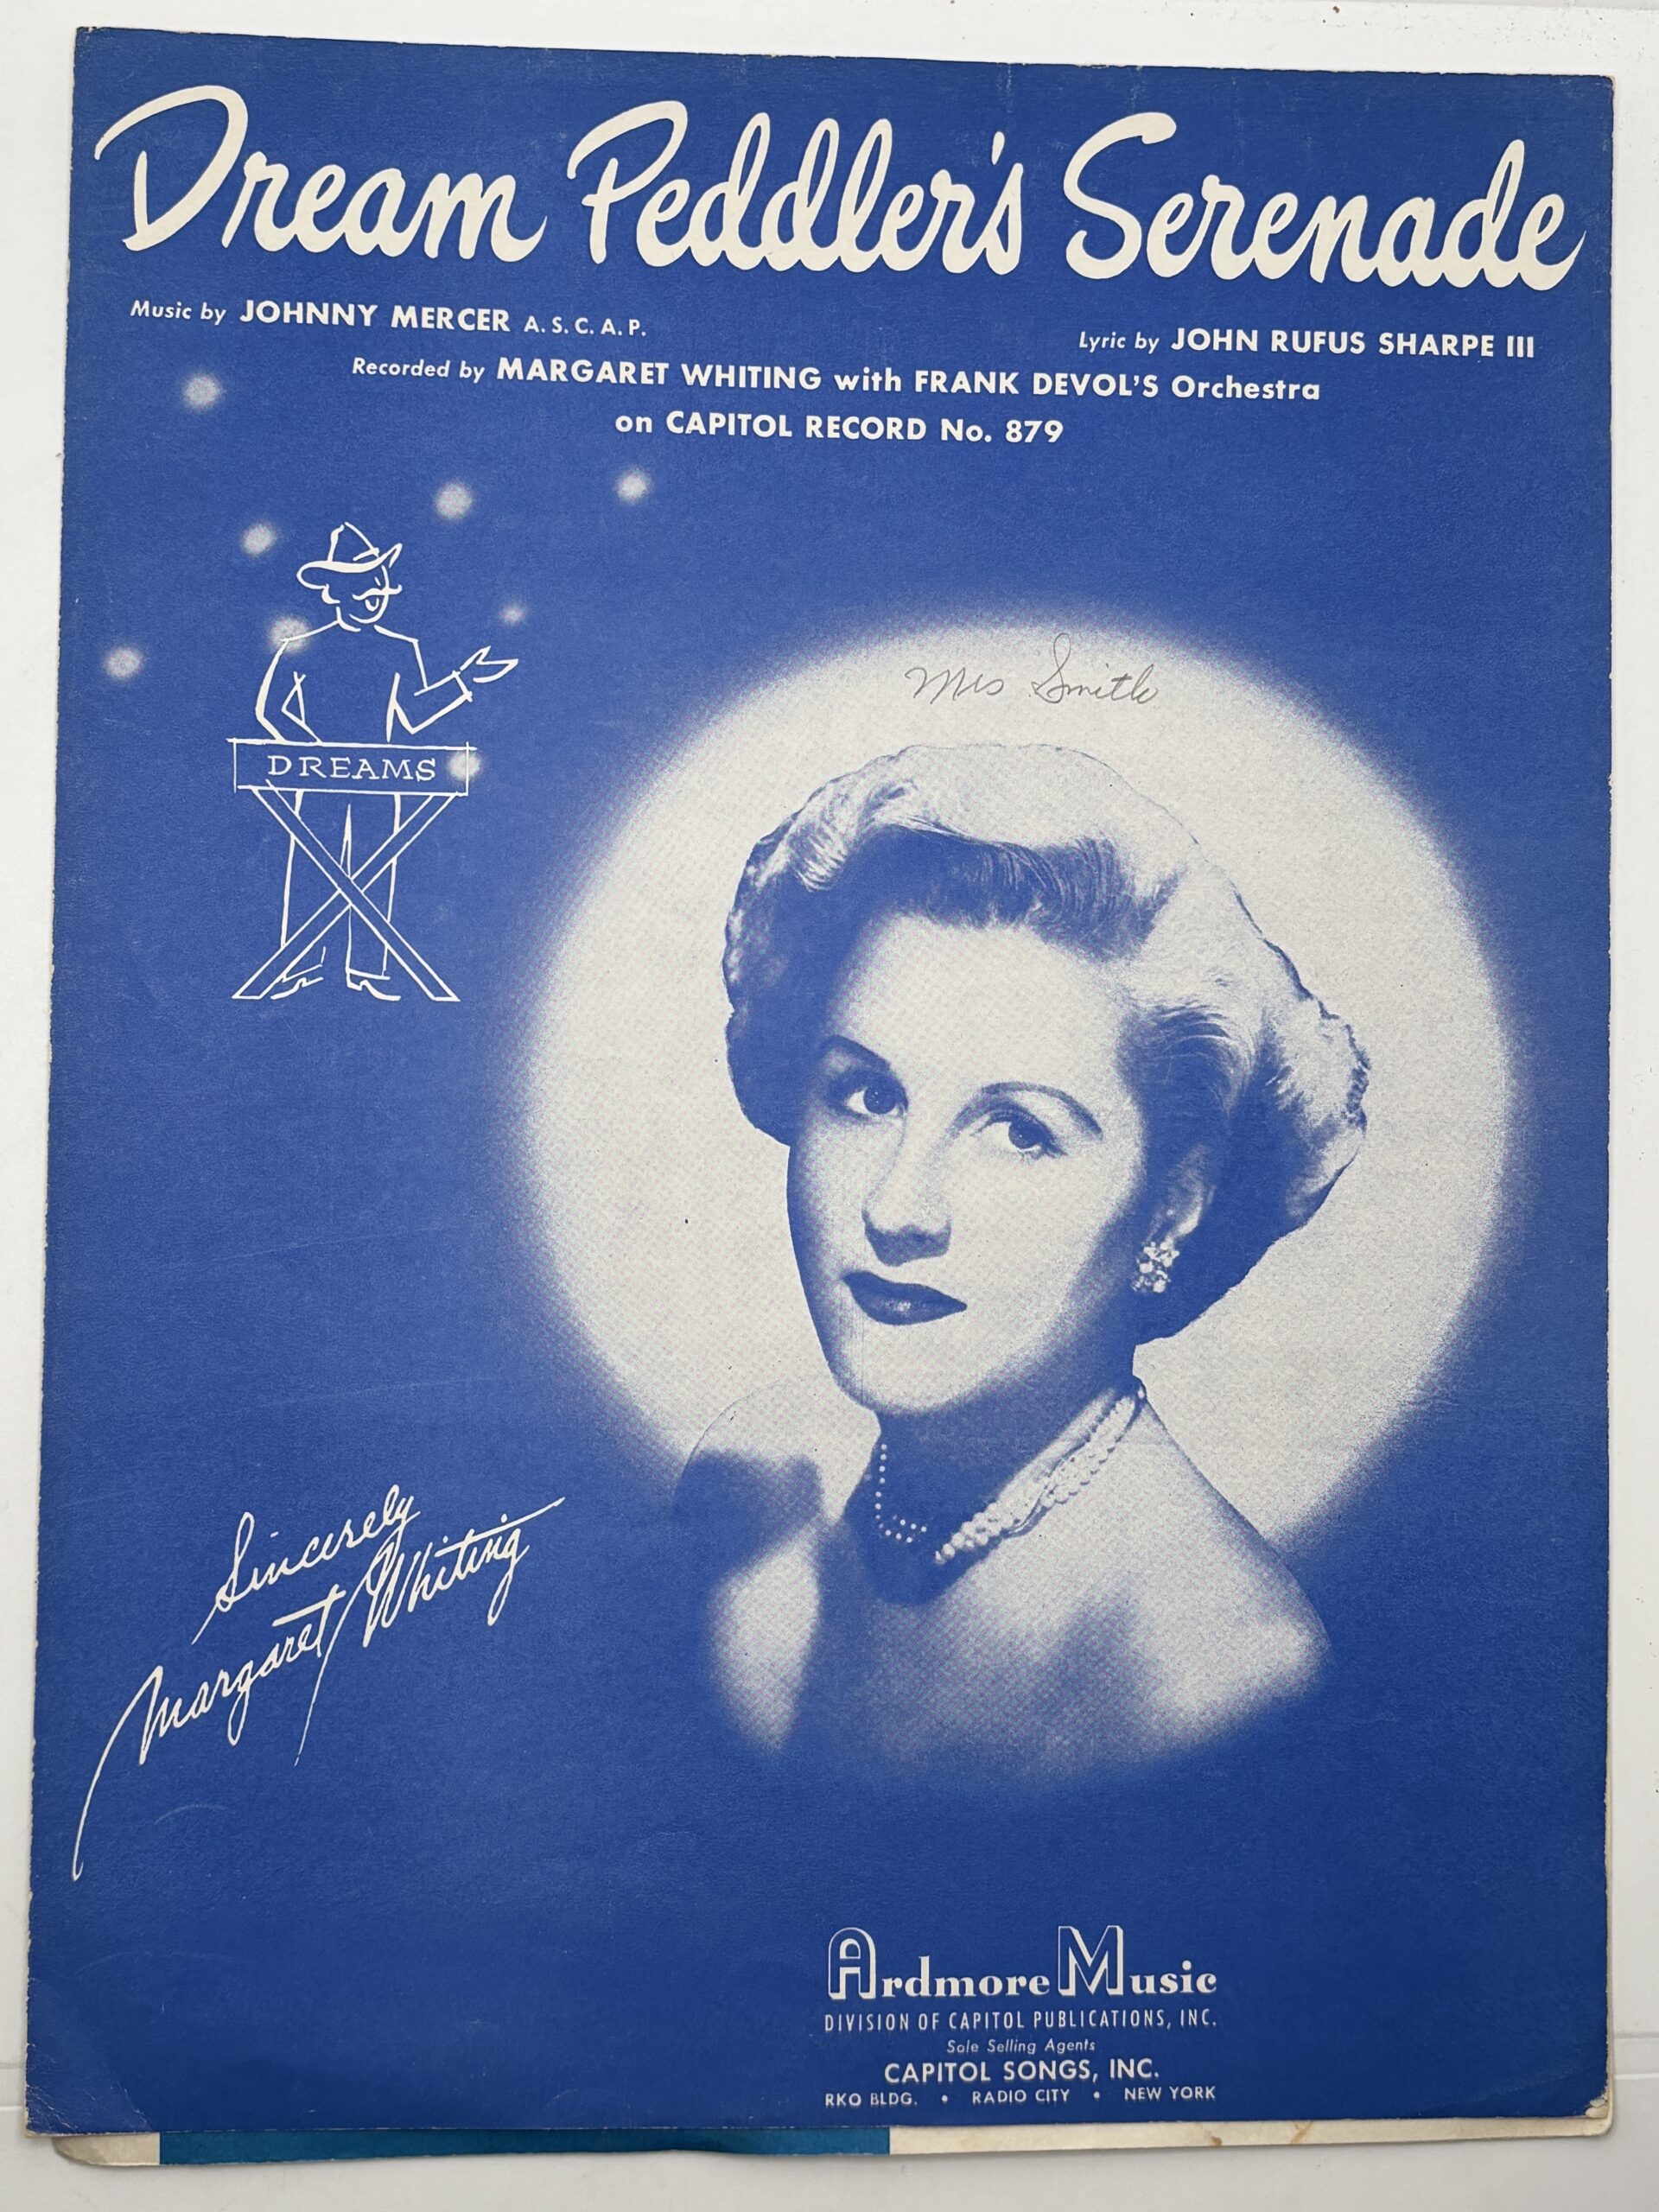 Dream Peddler's Serenade
Music by JOHNNY MERCER A. S. C. A. P.
Lyric by JOHN RUFUS SHARPE III
Recorded by MARGARET WHITING with FRANK DEVOL'S Orchestra
on CAPITOL RECORD No. 879
Mrs Smith
DREAMS
Sincerely
Margaret Whiting
Ardmore Music
DIVISION OF CAPITOL PUBLICATIONS, INC.
Sole Selling Agents
CAPITOL SONGS, INC.
RKO BLDG. • RADIO CITY • NEW YORK